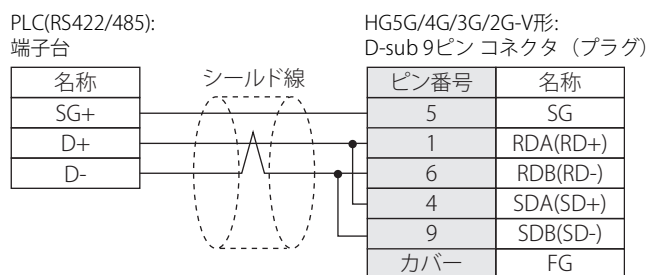 PLC(RS422/485):
端子台
HG5G/4G/3G/2G-V形:
D-sub 9ピン コネクタ（プラグ）
名称
シールド線
ピン番号
名称
SG+
5
SG
D+
1
RDA(RD+)
D-
6
RDB(RD-)
4
SDA(SD+)
9
SDB(SD-)
カバー
FG